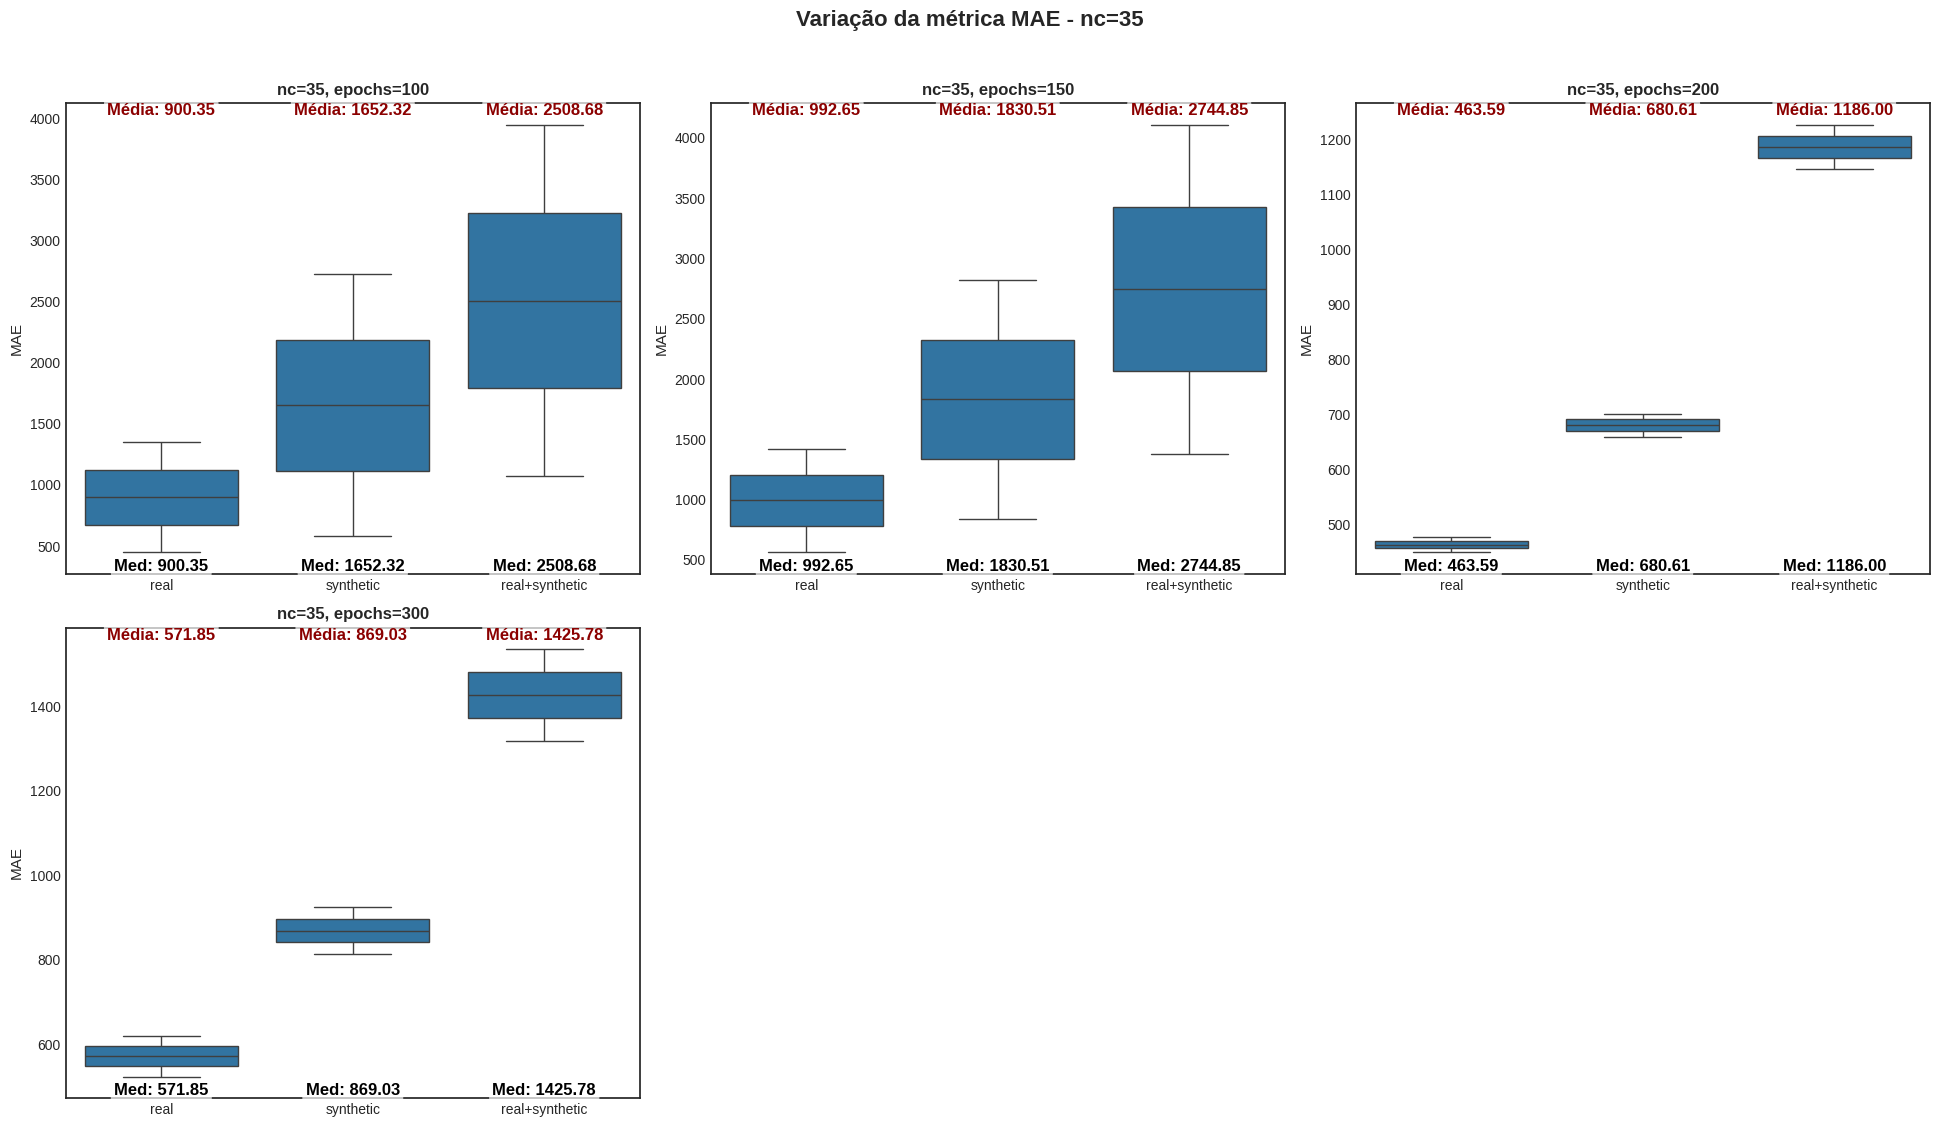 Variação da métrica MAE - nc=35
nc=35, epochs=100
Média: 900.35
Média: 1652.32
Média: 2508.68
4000
3500
3000
2500
2000
1500
1000
500
MAE
Med: 900.35
Med: 1652.32
Med: 2508.68
real
synthetic
real+synthetic
nc=35, epochs=150
Média: 992.65
Média: 1830.51
Média: 2744.85
4000
3500
3000
2500
2000
1500
1000
500
MAE
Med: 992.65
Med: 1830.51
Med: 2744.85
real
synthetic
real+synthetic
nc=35, epochs=200
Média: 463.59
Média: 680.61
Média: 1186.00
1200
1100
1000
900
800
700
600
500
MAE
Med: 463.59
Med: 680.61
Med: 1186.00
real
synthetic
real+synthetic
nc=35, epochs=300
Média: 571.85
Média: 869.03
Média: 1425.78
1400
1200
1000
800
600
MAE
Med: 571.85
Med: 869.03
Med: 1425.78
real
synthetic
real+synthetic